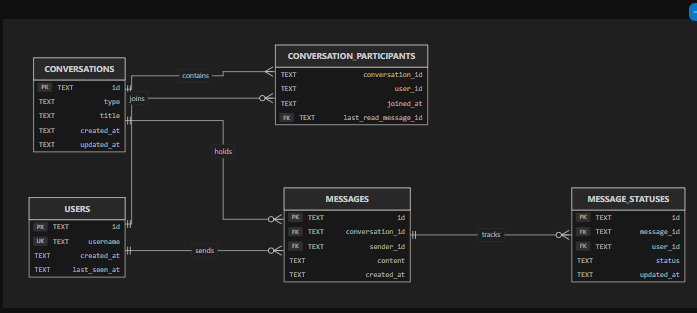 CONVERSATIONS
PK TEXT id
TEXT type
TEXT title
TEXT created_at
TEXT updated_at
contains
joins
holds
CONVERSATION_PARTICIPANTS
TEXT conversation_id
TEXT user_id
TEXT joined_at
FK TEXT last_read_message_id
USERS
PK TEXT id
UK TEXT username
TEXT created_at
TEXT last_seen_at
sends
MESSAGES
PK TEXT id
FK TEXT conversation_id
FK TEXT sender_id
TEXT content
TEXT created_at
tracks
MESSAGE_STATUSES
PK TEXT id
FK TEXT message_id
FK TEXT user_id
TEXT status
TEXT updated_at